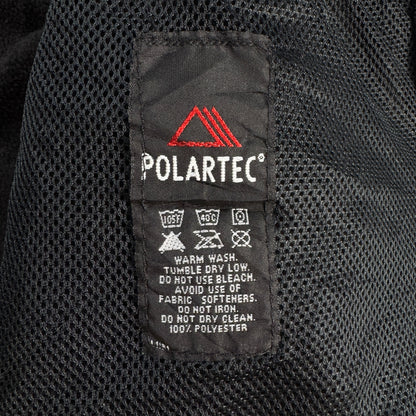 POLARTEC®
105F 40°C
WARM WASH.
TUMBLE DRY LOW.
DO NOT USE BLEACH.
AVOID USE OF
FABRIC SOFTENERS.
DO NOT IRON.
DO NOT DRY CLEAN.
100% POLYESTER